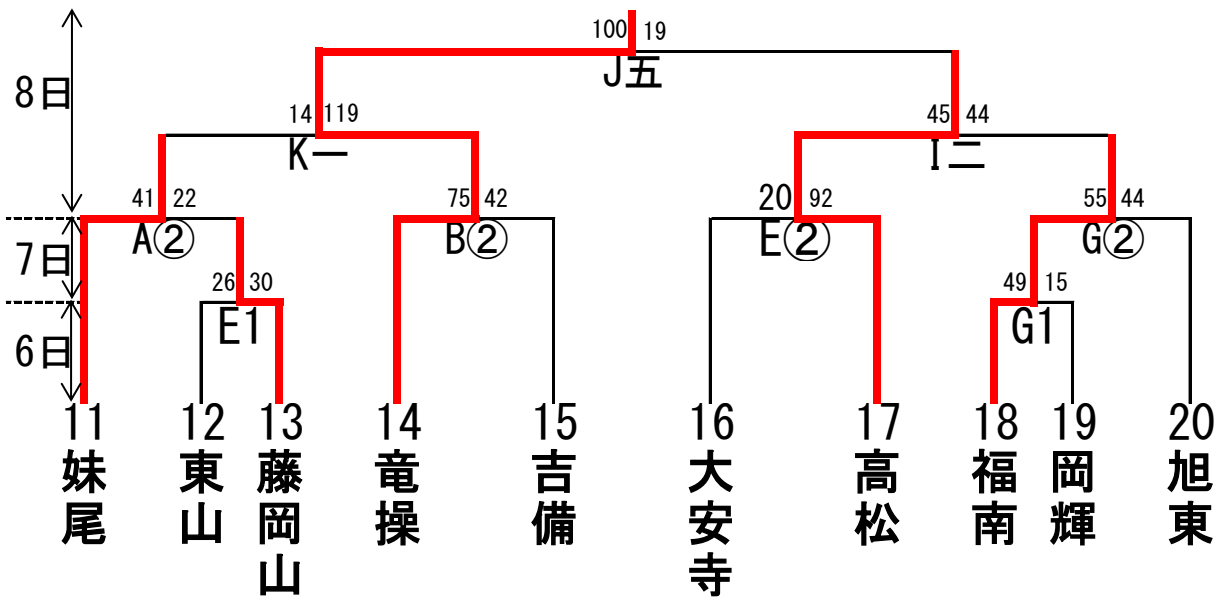 100 19
J五
8日
14 119
45 44
K一
I二
41 22
75 42
20 92
55 44
A②
B②
E②
G②
7日
26 30
49 15
E1
G1
6日
11 12 13 14 15 16 17 18 19 20
妹尾
東山
藤岡山
竜操
吉備
大安寺
高松
福南
岡輝
旭東